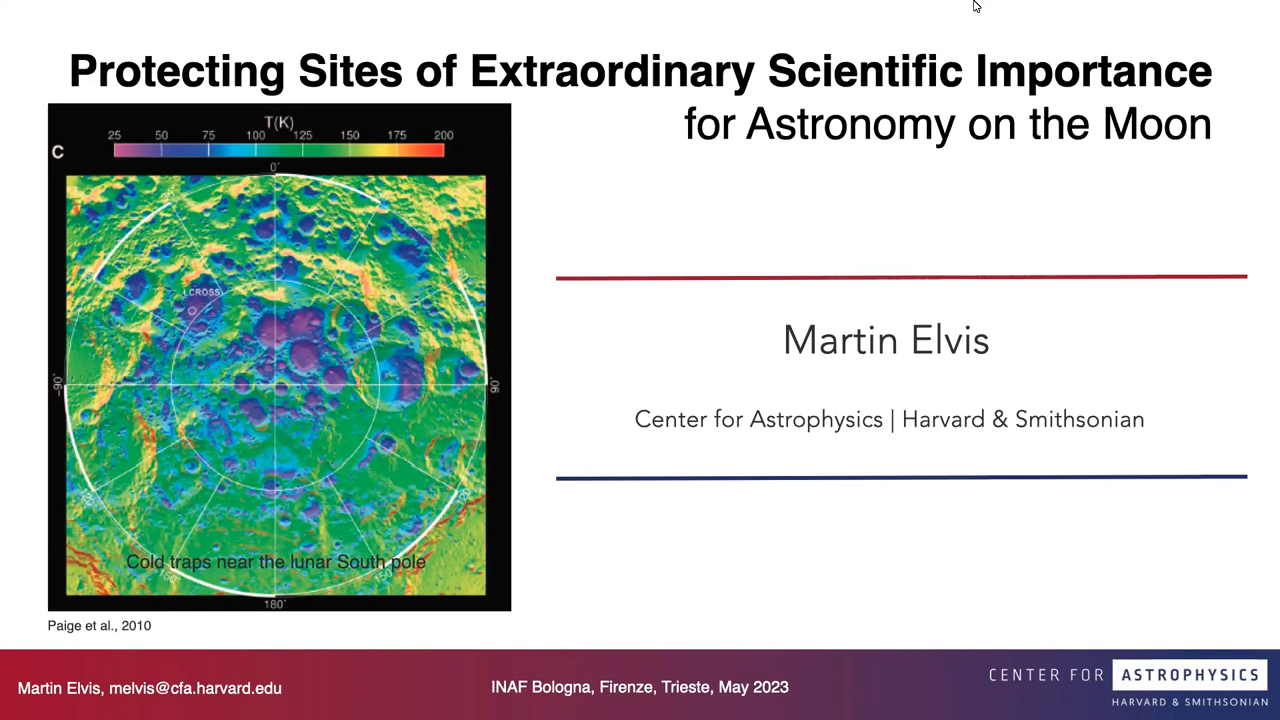 Protecting Sites of Extraordinary Scientific Importance
for Astronomy on the Moon
T(K)
25 50 75 100 125 150 175 200
C
0°
LCROSS
-90°
90°
Cold traps near the lunar South pole
180°
Paige et al., 2010
Martin Elvis
Center for Astrophysics | Harvard & Smithsonian
Martin Elvis, melvis@cfa.harvard.edu
INAF Bologna, Firenze, Trieste, May 2023
CENTER FOR ASTROPHYSICS
HARVARD & SMITHSONIAN